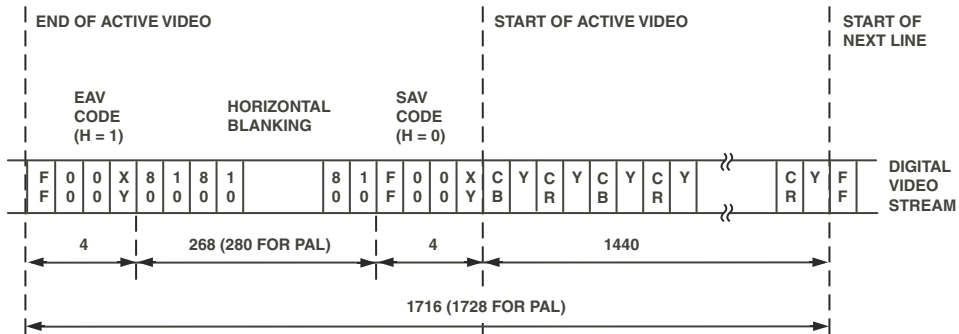 END OF ACTIVE VIDEO
START OF ACTIVE VIDEO
START OF
NEXT LINE
EAV
CODE
(H = 1)
HORIZONTAL
BLANKING
SAV
CODE
(H = 0)
F 0 0 X 8 1 8 1 8 1 F 0 0 X C Y C Y C Y C Y C Y F
F 0 0 Y 0 0 0 0 0 0 F 0 0 Y B R B R R F
DIGITAL
VIDEO
STREAM
4
268 (280 FOR PAL)
4
1440
1716 (1728 FOR PAL)